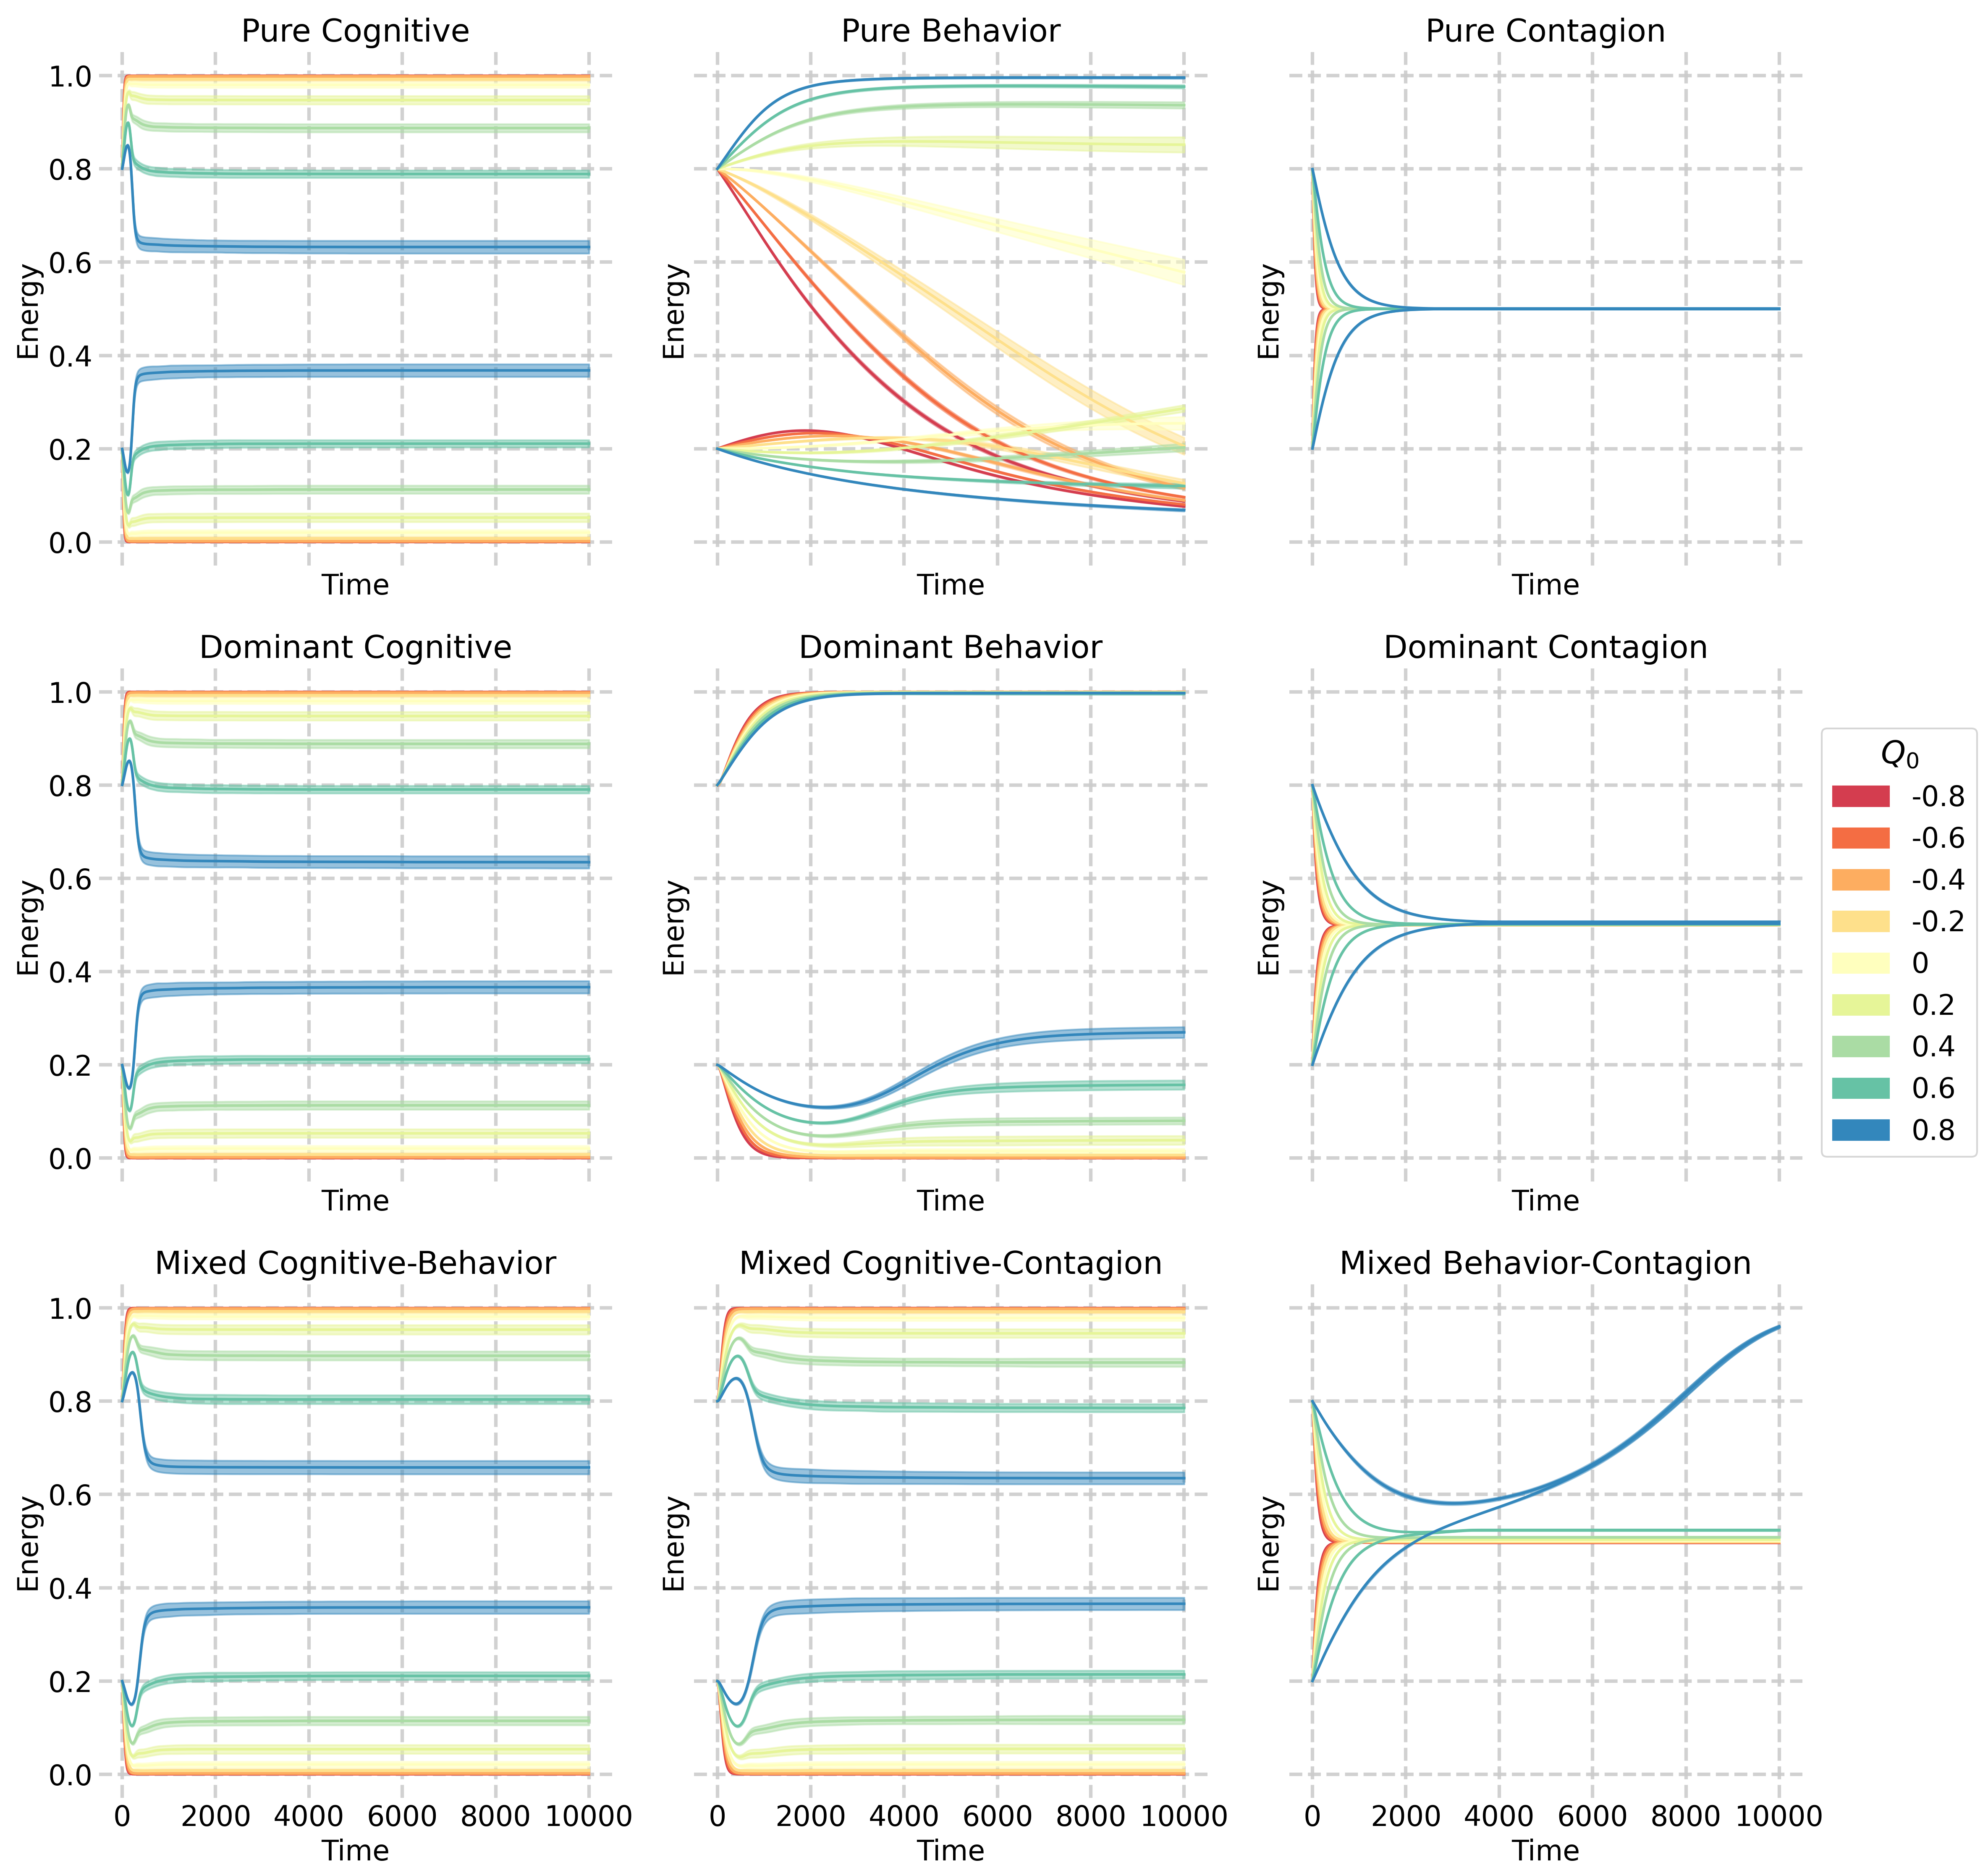 Pure Cognitive
Pure Behavior
Pure Contagion
1.0
0.8
0.6
0.4
0.2
0.0
Energy
Energy
Energy
Time
Time
Time
Dominant Cognitive
Dominant Behavior
Dominant Contagion
1.0
0.8
0.6
0.4
0.2
0.0
Energy
Energy
Energy
Time
Time
Time
Q0
-0.8
-0.6
-0.4
-0.2
0
0.2
0.4
0.6
0.8
Mixed Cognitive-Behavior
Mixed Cognitive-Contagion
Mixed Behavior-Contagion
1.0
0.8
0.6
0.4
0.2
0.0
Energy
Energy
Energy
0 2000 4000 6000 8000 10000
0 2000 4000 6000 8000 10000
0 2000 4000 6000 8000 10000
Time
Time
Time